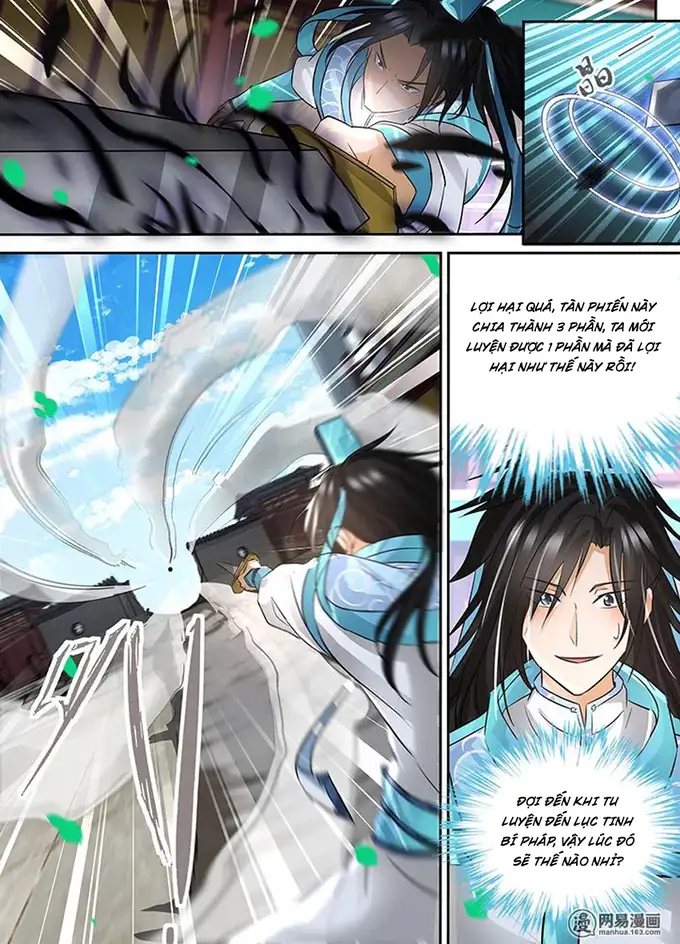 LỢI HẠI QUÁ, TÀN PHIẾN NÀY
CHIA THÀNH 3 PHẦN, TA MỚI
LUYỆN ĐƯỢC 1 PHẦN MÀ ĐÃ LỢI
HẠI NHƯ THẾ NÀY RỒI!
ĐỢI ĐẾN KHI TU
LUYỆN ĐẾN LỤC TINH
BÍ PHÁP, VẬY LÚC ĐÓ
SẼ THẾ NÀO NHỈ?
网易漫画
manhua.163.com